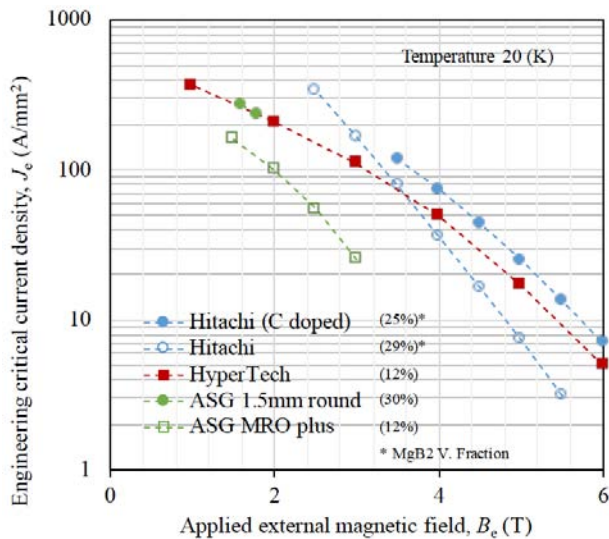 1000
Temperature 20 (K)
Engineering critical current density, Je (A/mm²)
100
Hitachi (C doped) (25%)*
Hitachi (29%)*
10
HyperTech (12%)
ASG 1.5mm round (30%)
ASG MRO plus (12%)
* MgB2 V. Fraction
1
0 2 4 6
Applied external magnetic field, Be (T)